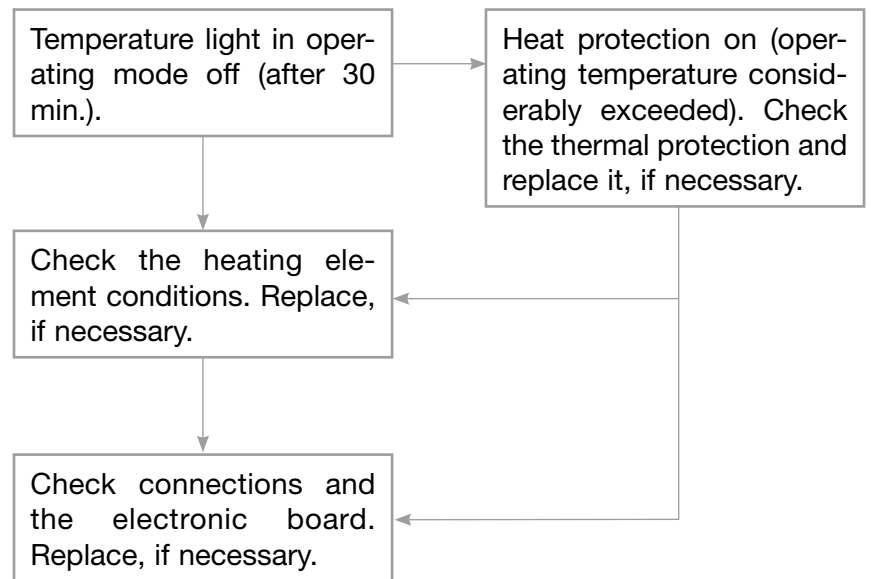 Temperature light in oper-
ating mode off (after 30
min.).
Heat protection on (oper-
ating temperature consid-
erably exceeded). Check
the thermal protection and
replace it, if necessary.
Check the heating ele-
ment conditions. Replace,
if necessary.
Check connections and
the electronic board.
Replace, if necessary.